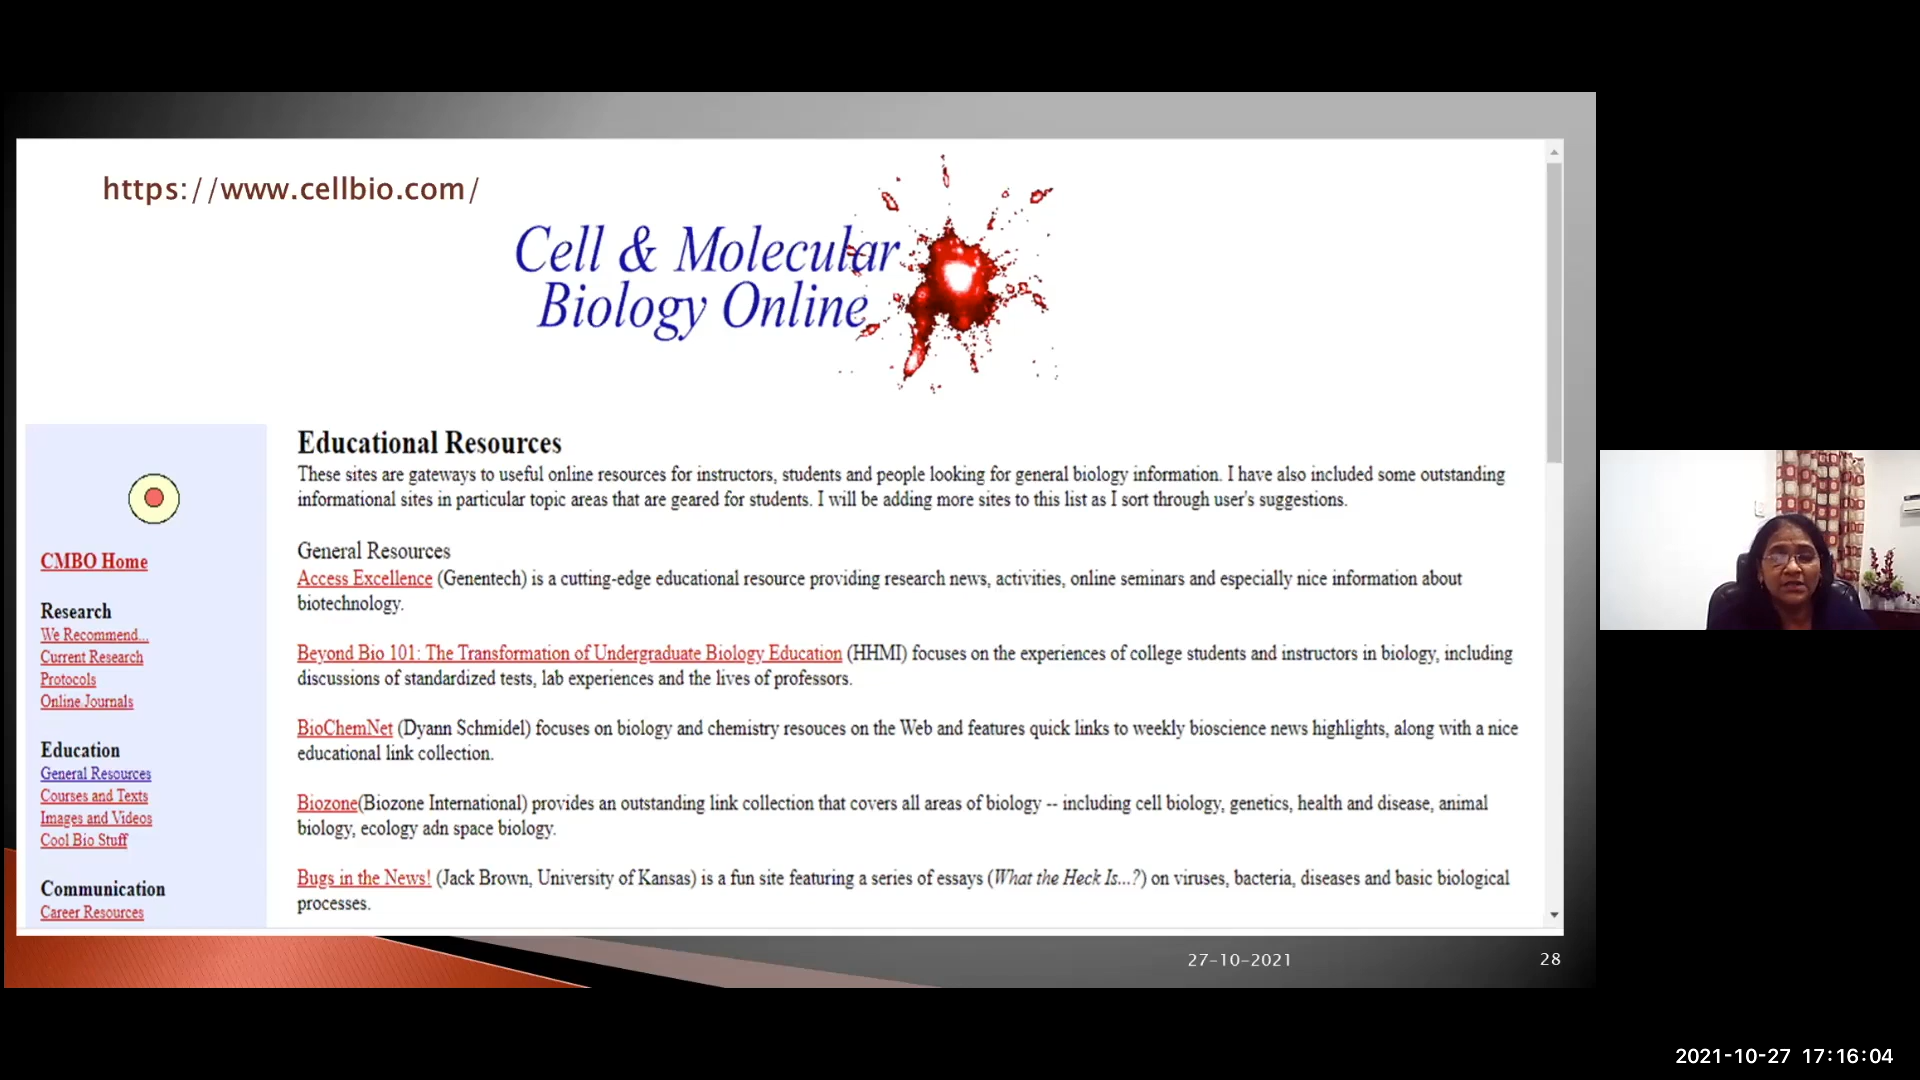 https://www.cellbio.com/
Cell & Molecular
Biology Online
Educational Resources
These sites are gateways to useful online resources for instructors, students and people looking for general biology information. I have also included some outstanding
informational sites in particular topic areas that are geared for students. I will be adding more sites to this list as I sort through user's suggestions.
General Resources
Access Excellence (Genentech) is a cutting-edge educational resource providing research news, activities, online seminars and especially nice information about
biotechnology.
Beyond Bio 101: The Transformation of Undergraduate Biology Education (HHMI) focuses on the experiences of college students and instructors in biology, including
discussions of standardized tests, lab experiences and the lives of professors.
BioChemNet (Dyann Schmidel) focuses on biology and chemistry resouces on the Web and features quick links to weekly bioscience news highlights, along with a nice
educational link collection.
Biozone(Biozone International) provides an outstanding link collection that covers all areas of biology -- including cell biology, genetics, health and disease, animal
biology, ecology adn space biology.
Bugs in the News! (Jack Brown, University of Kansas) is a fun site featuring a series of essays (What the Heck Is...?) on viruses, bacteria, diseases and basic biological
processes.
CMBO Home
Research
We Recommend...
Current Research
Protocols
Online Journals
Education
General Resources
Courses and Texts
Images and Videos
Cool Bio Stuff
Communication
Career Resources
27-10-2021
28
2021-10-27 17:16:04